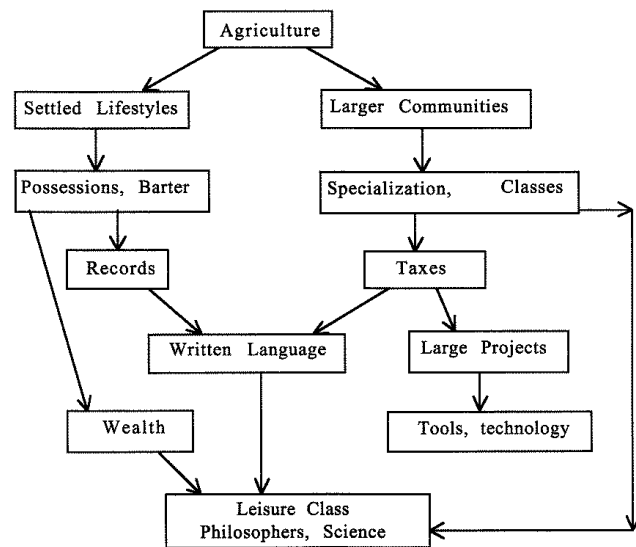 Agriculture
Settled Lifestyles
Larger Communities
Possessions, Barter
Specialization, Classes
Records
Taxes
Written Language
Large Projects
Wealth
Tools, technology
Leisure Class
Philosophers, Science